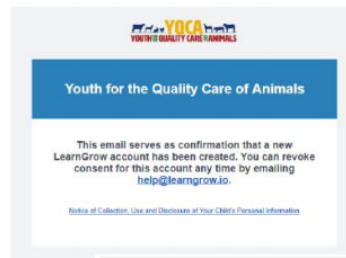 YQCA
YOUTH FOR THE QUALITY CARE OF ANIMALS
Youth for the Quality Care of Animals
This email serves as confirmation that a new
LearnGrow account has been created. You can revoke
consent for this account any time by emailing
help@learngrow.io.
Notice of Collection, Use and Disclosure of Your Child's Personal Information